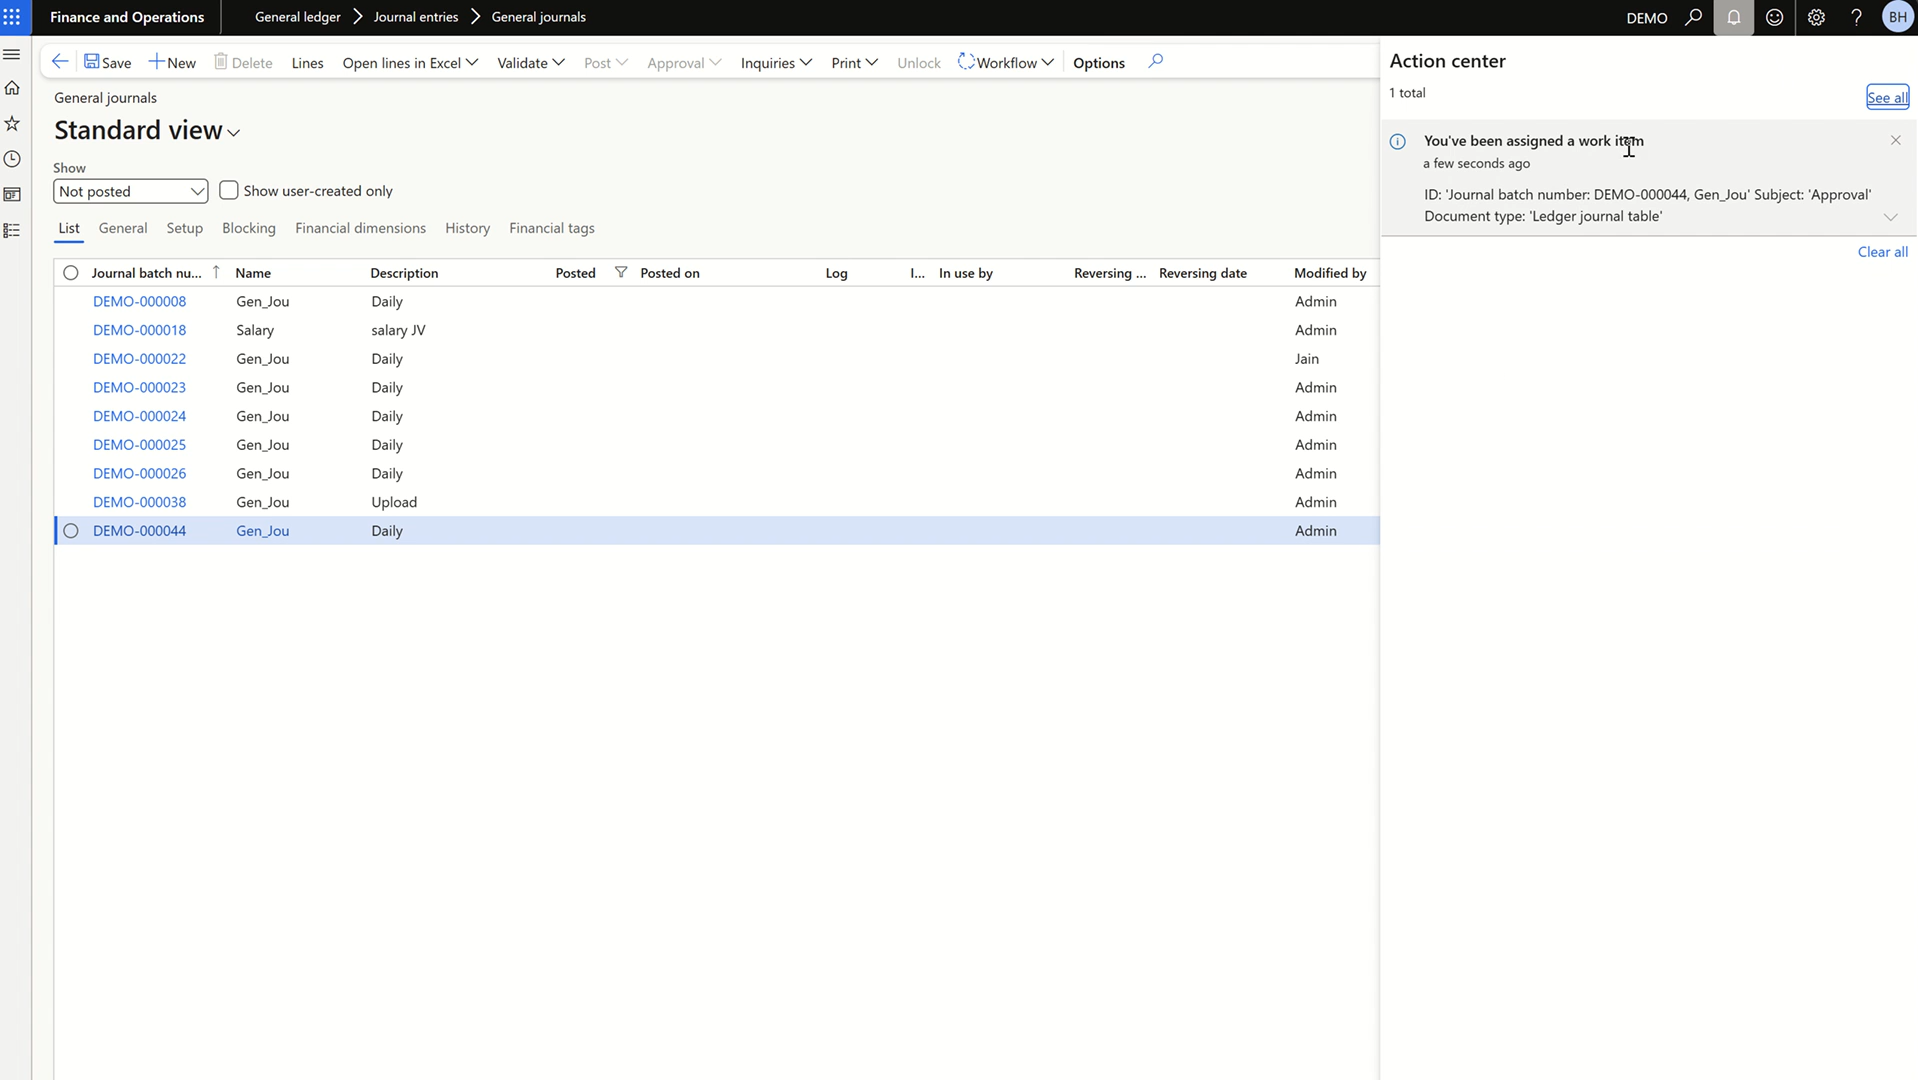 Finance and Operations
General ledger > Journal entries > General journals
DEMO
?
BH
Save
New
Delete
Lines
Open lines in Excel
Validate
Post
Approval
Inquiries
Print
Unlock
Workflow
Options
General journals
Standard view
Show
Not posted
Show user-created only
List General Setup Blocking Financial dimensions History Financial tags
Journal batch nu... Name Description Posted Posted on Log I... In use by Reversing ... Reversing date Modified by
DEMO-000008 Gen_Jou Daily Admin
DEMO-000018 Salary salary JV Admin
DEMO-000022 Gen_Jou Daily Jain
DEMO-000023 Gen_Jou Daily Admin
DEMO-000024 Gen_Jou Daily Admin
DEMO-000025 Gen_Jou Daily Admin
DEMO-000026 Gen_Jou Daily Admin
DEMO-000038 Gen_Jou Upload Admin
DEMO-000044 Gen_Jou Daily Admin
Action center
1 total
See all
You've been assigned a work item
a few seconds ago
ID: 'Journal batch number: DEMO-000044, Gen_Jou' Subject: 'Approval'
Document type: 'Ledger journal table'
Clear all